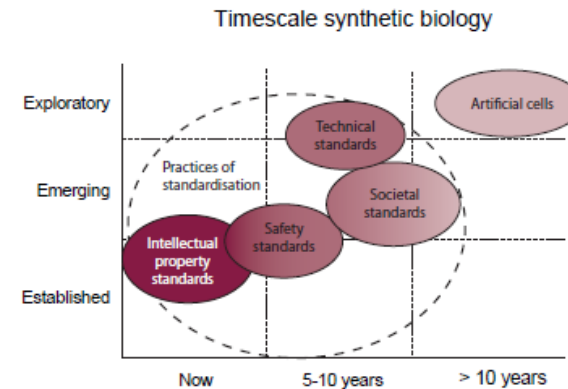 Timescale synthetic biology
Exploratory
Artificial cells
Technical
standards
Practices of
standardisation
Emerging
Societal
standards
Safety
standards
Intellectual
property
standards
Established
Now
5-10 years
> 10 years